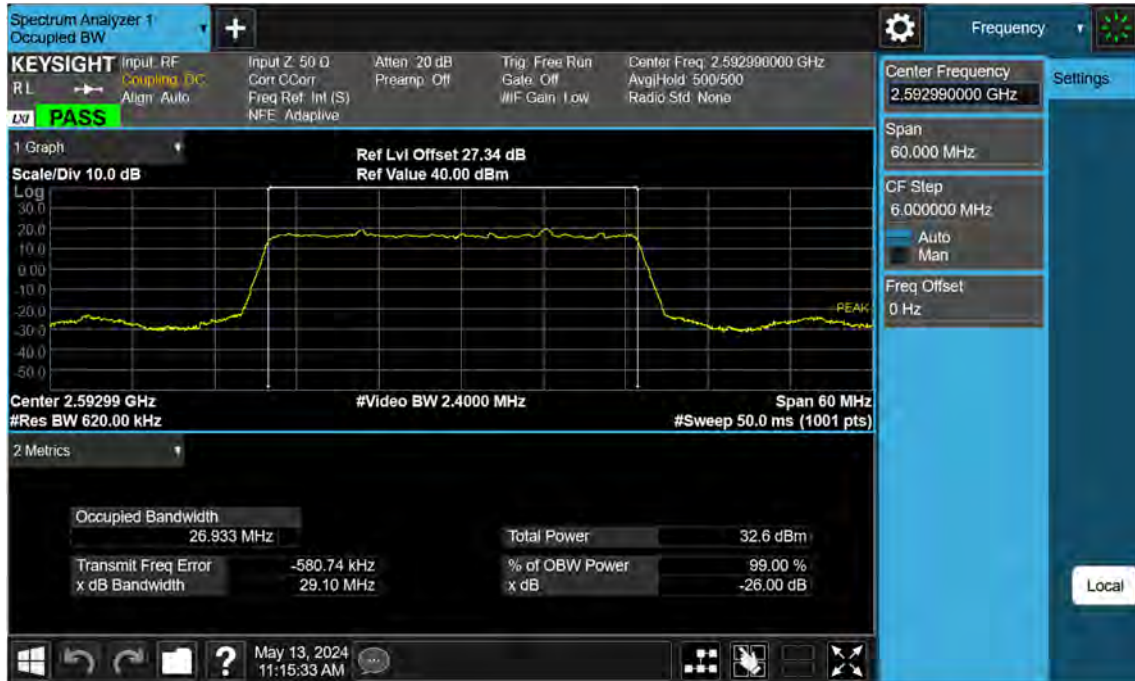 Spectrum Analyzer 1
Occupied BW
+
Frequency
KEYSIGHT
RL
LXI
PASS
Input: RF
Coupling: DC
Align: Auto
Input Z: 50 Ω
Corr CCorr
Freq Ref: Int (S)
NFE: Adaptive
Atten: 20 dB
Preamp: Off
Trig: Free Run
Gate: Off
#IF Gain: Low
Center Freq: 2.592990000 GHz
Avg|Hold: 500/500
Radio Std: None
Center Frequency
2.592990000 GHz
Settings
Span
60.000 MHz
CF Step
6.000000 MHz
Auto
Man
Freq Offset
0 Hz
1 Graph
Scale/Div 10.0 dB
Ref Lvl Offset 27.34 dB
Ref Value 40.00 dBm
Log
30.0
20.0
10.0
0.00
-10.0
-20.0
-30.0
-40.0
-50.0
PEAK
Center 2.59299 GHz
#Res BW 620.00 kHz
#Video BW 2.4000 MHz
Span 60 MHz
#Sweep 50.0 ms (1001 pts)
2 Metrics
Occupied Bandwidth
26.933 MHz
Total Power 32.6 dBm
Transmit Freq Error -580.74 kHz
% of OBW Power 99.00 %
x dB Bandwidth 29.10 MHz
x dB -26.00 dB
Local
?
May 13, 2024
11:15:33 AM